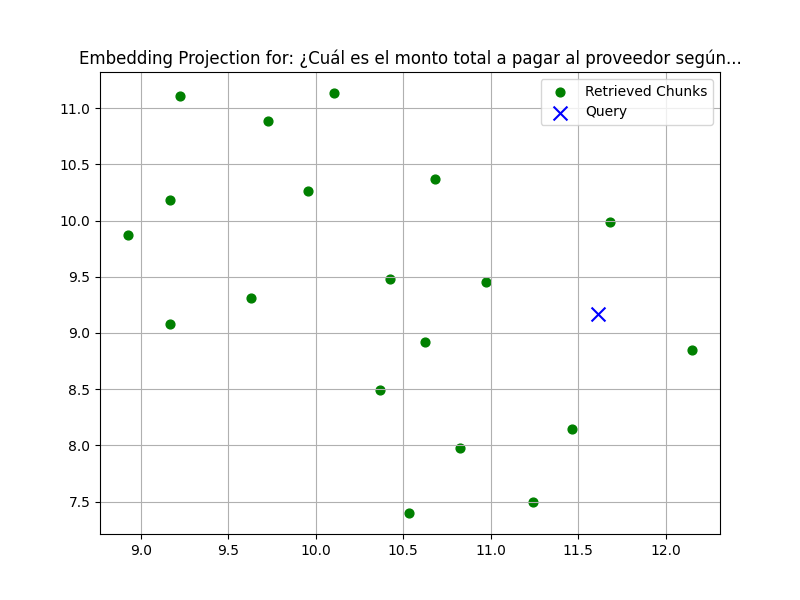 Embedding Projection for: ¿Cuál es el monto total a pagar al proveedor según...
Retrieved Chunks
Query
11.0
10.5
10.0
9.5
9.0
8.5
8.0
7.5
9.0 9.5 10.0 10.5 11.0 11.5 12.0